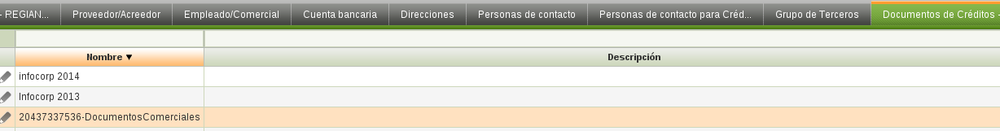 - REGIAN... Proveedor/Acreedor Empleado/Comercial Cuenta bancaria Direcciones Personas de contacto Personas de contacto para Créd... Grupo de Terceros Documentos de Créditos -
Nombre ▼ Descripción
infocorp 2014
Infocorp 2013
20437337536-DocumentosComerciales